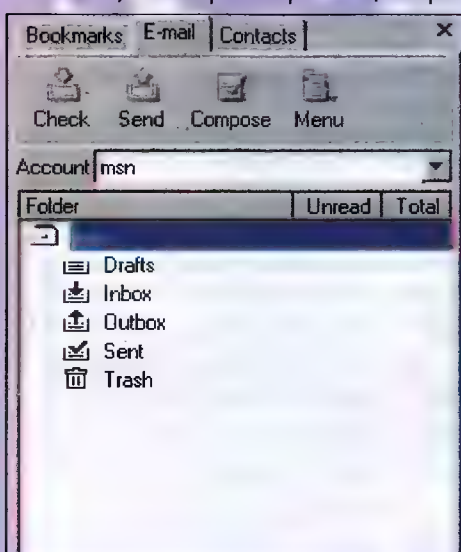 Bookmarks E-mail Contacts
Check Send Compose Menu
Account msn
Folder Unread Total
Drafts
Inbox
Outbox
Sent
Trash